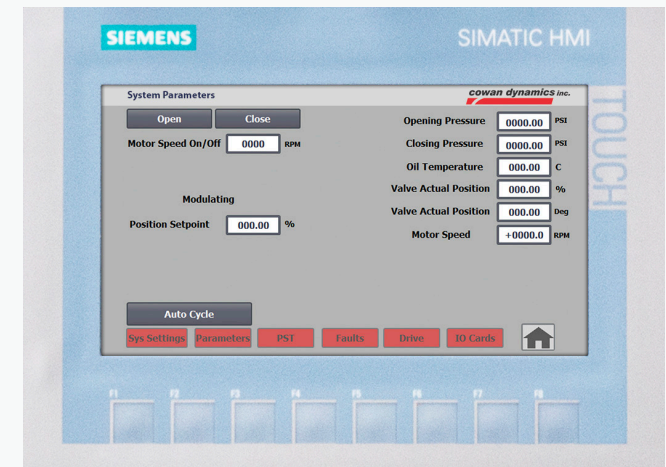 SIEMENS
SIMATIC HMI
TOUCH
System Parameters
cowan dynamics inc.
Open
Close
Motor Speed On/Off 0000 RPM
Modulating
Position Setpoint 000.00 %
Opening Pressure 0000.00 PSI
Closing Pressure 0000.00 PSI
Oil Temperature 000.00 C
Valve Actual Position 000.00 %
Valve Actual Position 000.00 Deg
Motor Speed +0000.0 RPM
Auto Cycle
Sys Settings Parameters PST Faults Drive IO Cards
F1 F2 F3 F4 F5 F6 F7 F8